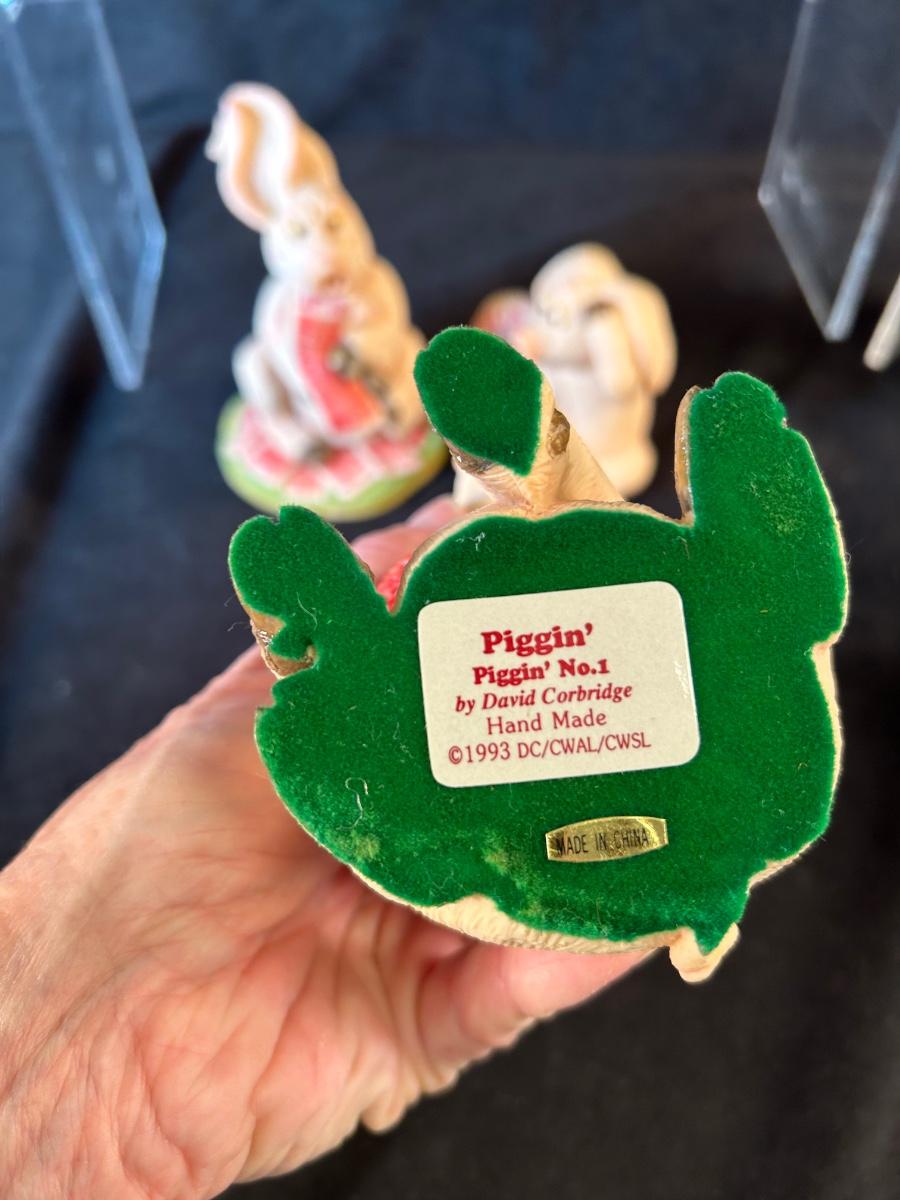 Piggin'
Piggin' No.1
by David Corbridge
Hand Made
©1993 DC/CWAL/CWSL
MADE IN CHINA